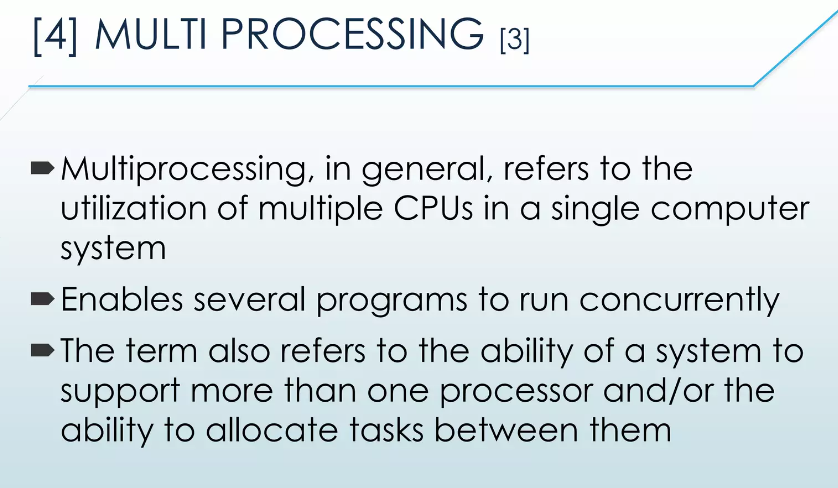 [4] MULTI PROCESSING [3]
Multiprocessing, in general, refers to the
utilization of multiple CPUs in a single computer
system
Enables several programs to run concurrently
The term also refers to the ability of a system to
support more than one processor and/or the
ability to allocate tasks between them